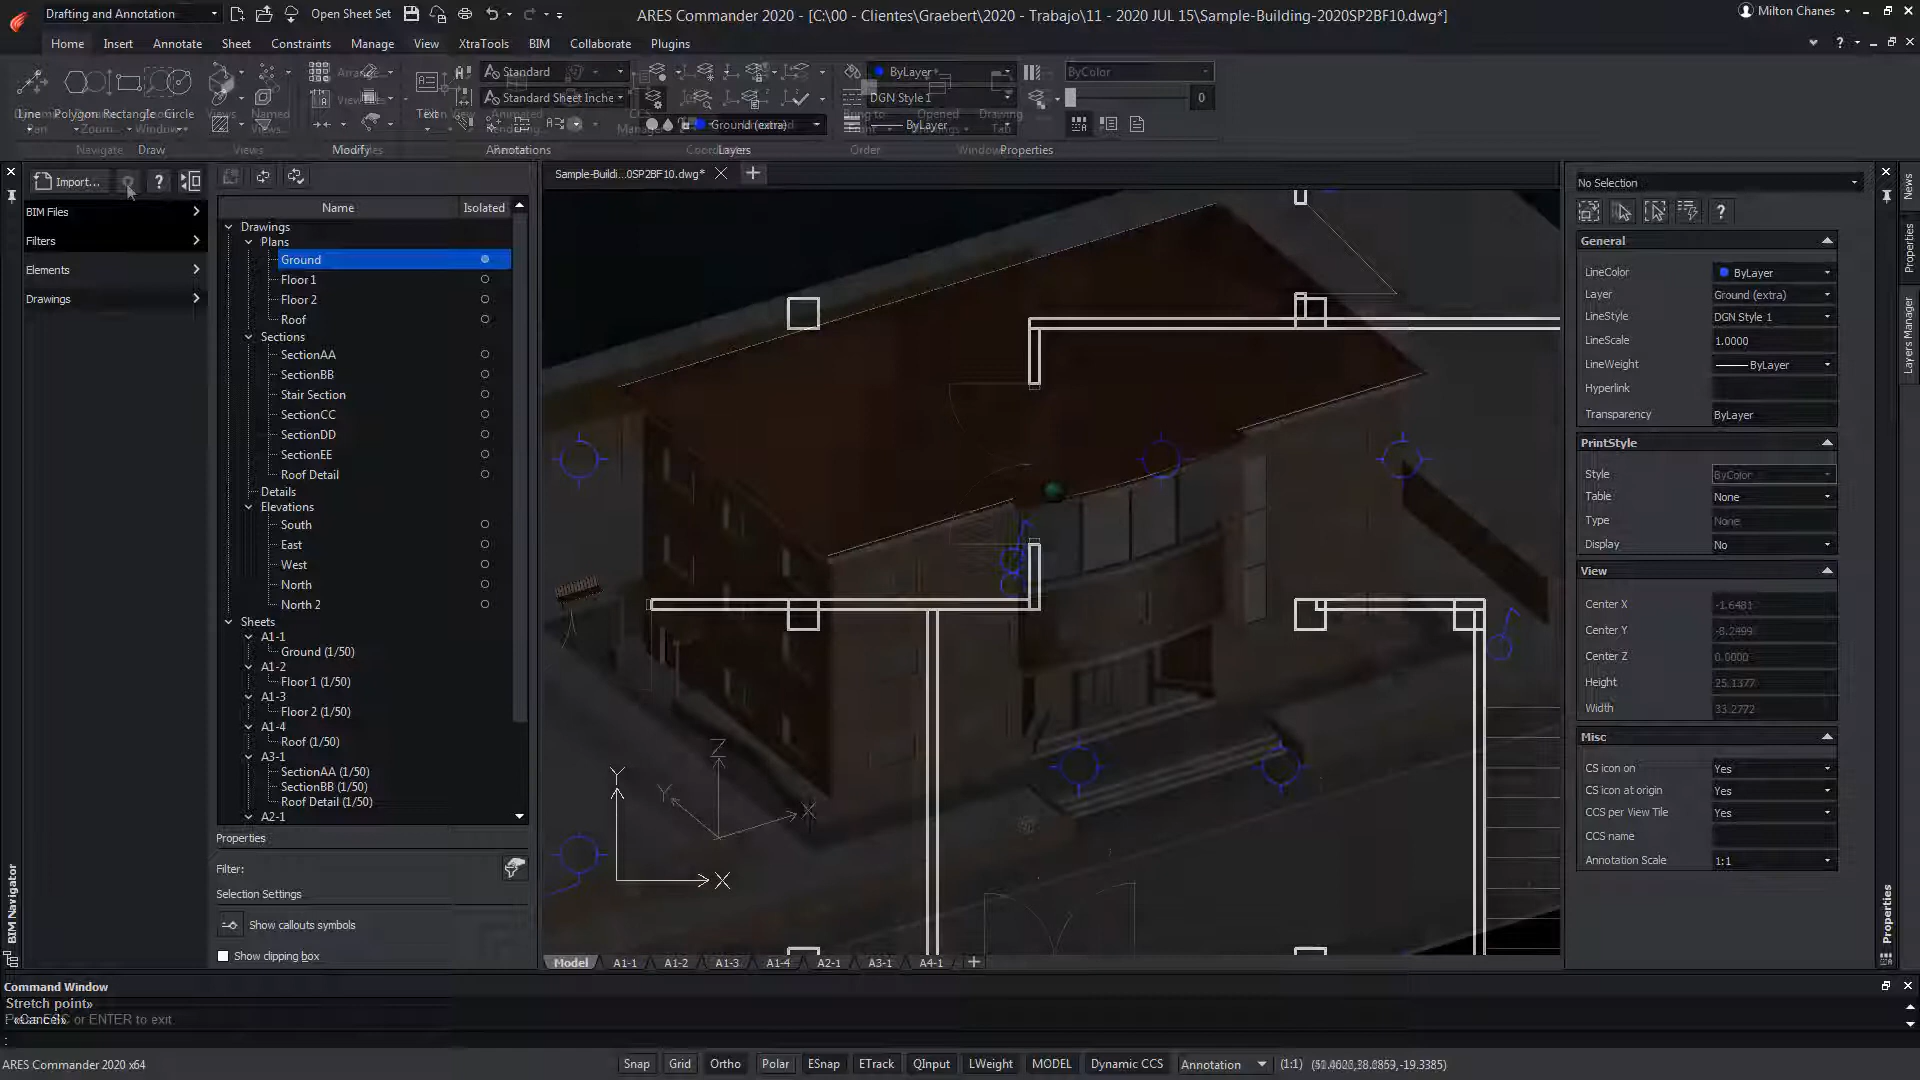 Drawing and Annotation
Open Sheet Set
ARES Commander 2020 - [C:\00 - Clientes\Graebert\2020 - Trabajo\11 - 2020 JUL 15\Sample-Building-2020SP2BF10.dwg*]
Milton Chanes
Home Insert Annotate Sheet Constraints Manage View XtraTools BIM Collaborate Plugins
Standard
ByLayer
ByColor
Standard Sheet Inche
DGN Style 1
0
Line Polygon Rectangle Circle
Text
Ground (extra)
ByLayer
Navigate Draw Views Modify Annotations Coordinates Layers Order Window Properties
Sample-Buildi...0SP2BF10.dwg*
Import...
BIM Files
Filters
Elements
Drawings
Name Isolated
Drawings
Plans
Ground
Floor 1
Floor 2
Roof
Sections
SectionAA
SectionBB
Stair Section
SectionCC
SectionDD
SectionEE
Roof Detail
Details
Elevations
South
East
West
North
North 2
Sheets
A1-1
Ground (1/50)
A1-2
Floor 1 (1/50)
A1-3
Floor 2 (1/50)
A1-4
Roof (1/50)
A3-1
SectionAA (1/50)
SectionBB (1/50)
Roof Detail (1/50)
A2-1
Properties
Filter:
Selection Settings
Show callouts symbols
Show clipping box
BIM Navigator
Z
Y
X
Y
X
Model A1-1 A1-2 A1-3 A1-4 A2-1 A3-1 A4-1
No Selection
General
LineColor ByLayer
Layer Ground (extra)
LineStyle DGN Style 1
LineScale 1.0000
LineWeight ByLayer
Hyperlink
Transparency ByLayer
PrintStyle
Style ByColor
Table None
Type None
Display No
View
Center X -1.6481
Center Y -8.2499
Center Z 0.0000
Height 25.1377
Width 33.2772
Misc
CS icon on Yes
CS icon at origin Yes
CCS per View Tile Yes
CCS name
Annotation Scale 1:1
News
Properties
Layers Manager
Properties
Command Window
Stretch point»
«Cancel»
or ENTER to exit
:
ARES Commander 2020 x64
Snap Grid Ortho Polar ESnap ETrack QInput LWeight MODEL Dynamic CCS Annotation (1:1)